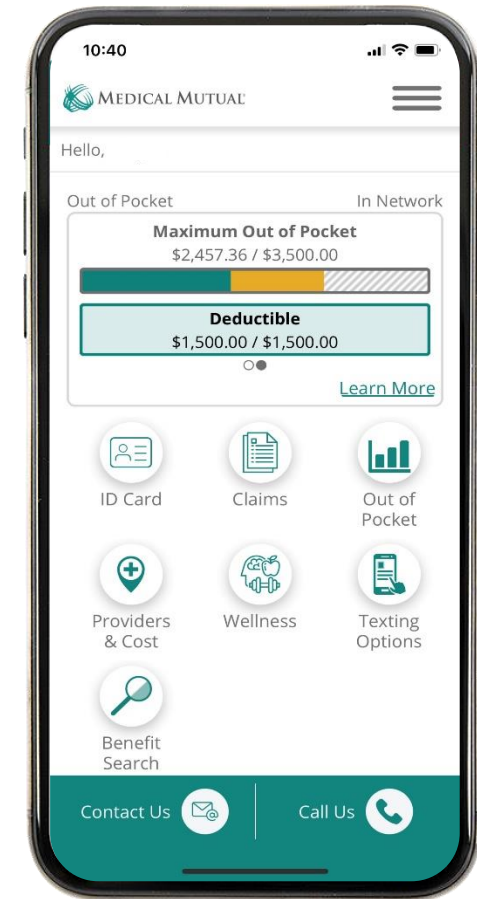 10:40
MEDICAL MUTUAL
Hello,
Out of Pocket In Network
Maximum Out of Pocket
$2,457.36 / $3,500.00
Deductible
$1,500.00 / $1,500.00
Learn More
ID Card Claims Out of
Pocket
Providers Wellness Texting
& Cost Options
Benefit
Search
Contact Us Call Us